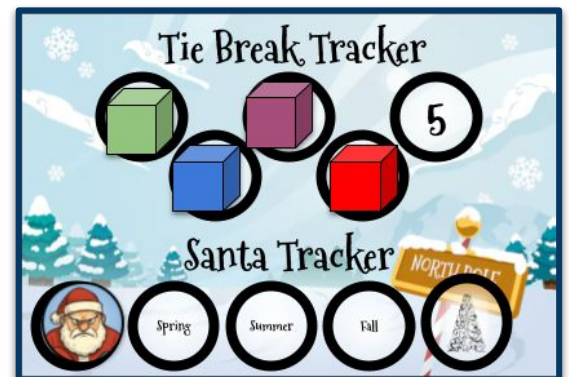 Tie Break Tracker
5
Santa Tracker
NORTH POLE
Spring
Summer
Fall